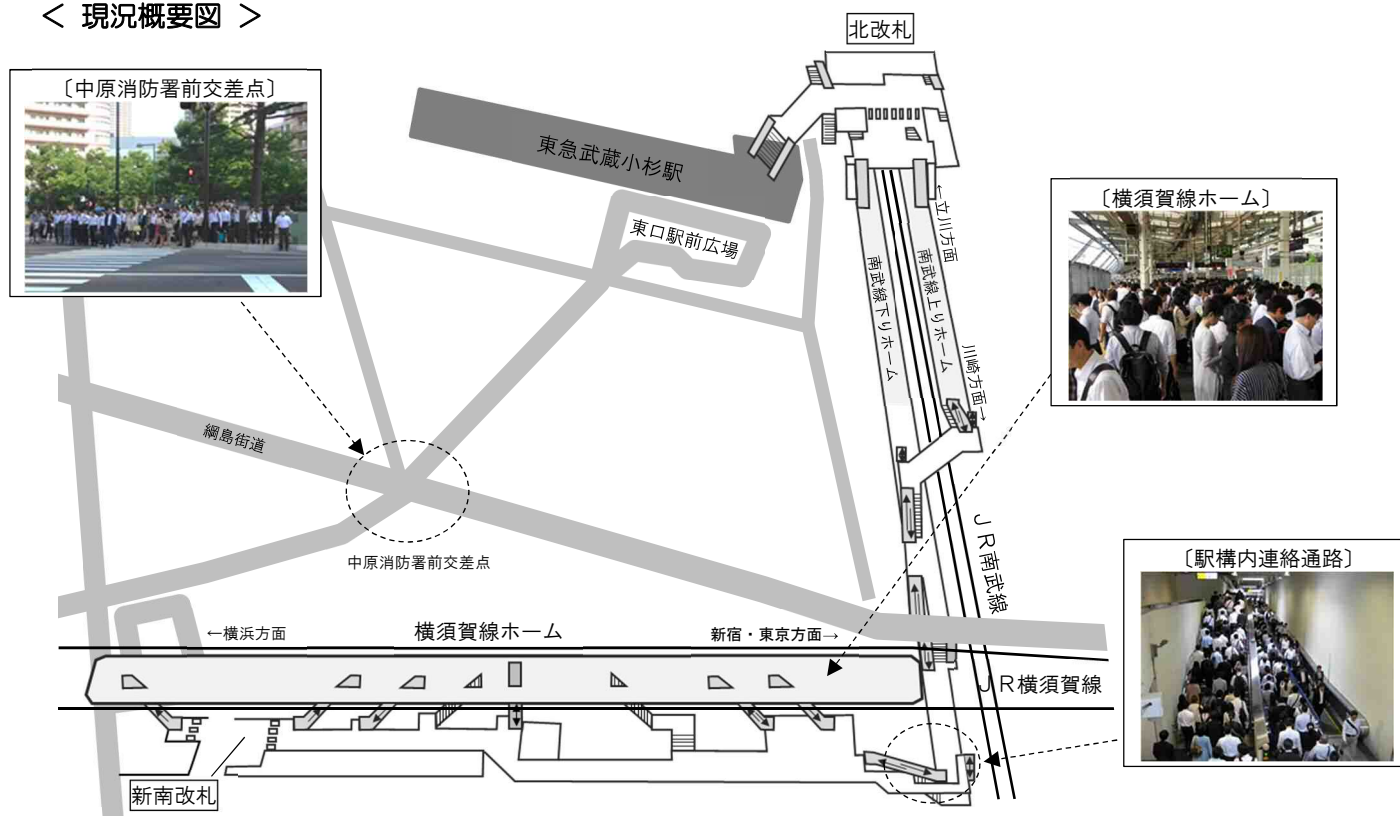 ＜ 現況概要図 ＞
北改札
〔中原消防署前交差点〕
東急武蔵小杉駅
〔横須賀線ホーム〕
←立川方面
東口駅前広場
南武線下りホーム
南武線上りホーム
川崎方面→
綱島街道
中原消防署前交差点
ＪＲ南武線
〔駅構内連絡通路〕
←横浜方面
横須賀線ホーム
新宿・東京方面→
ＪＲ横須賀線
新南改札